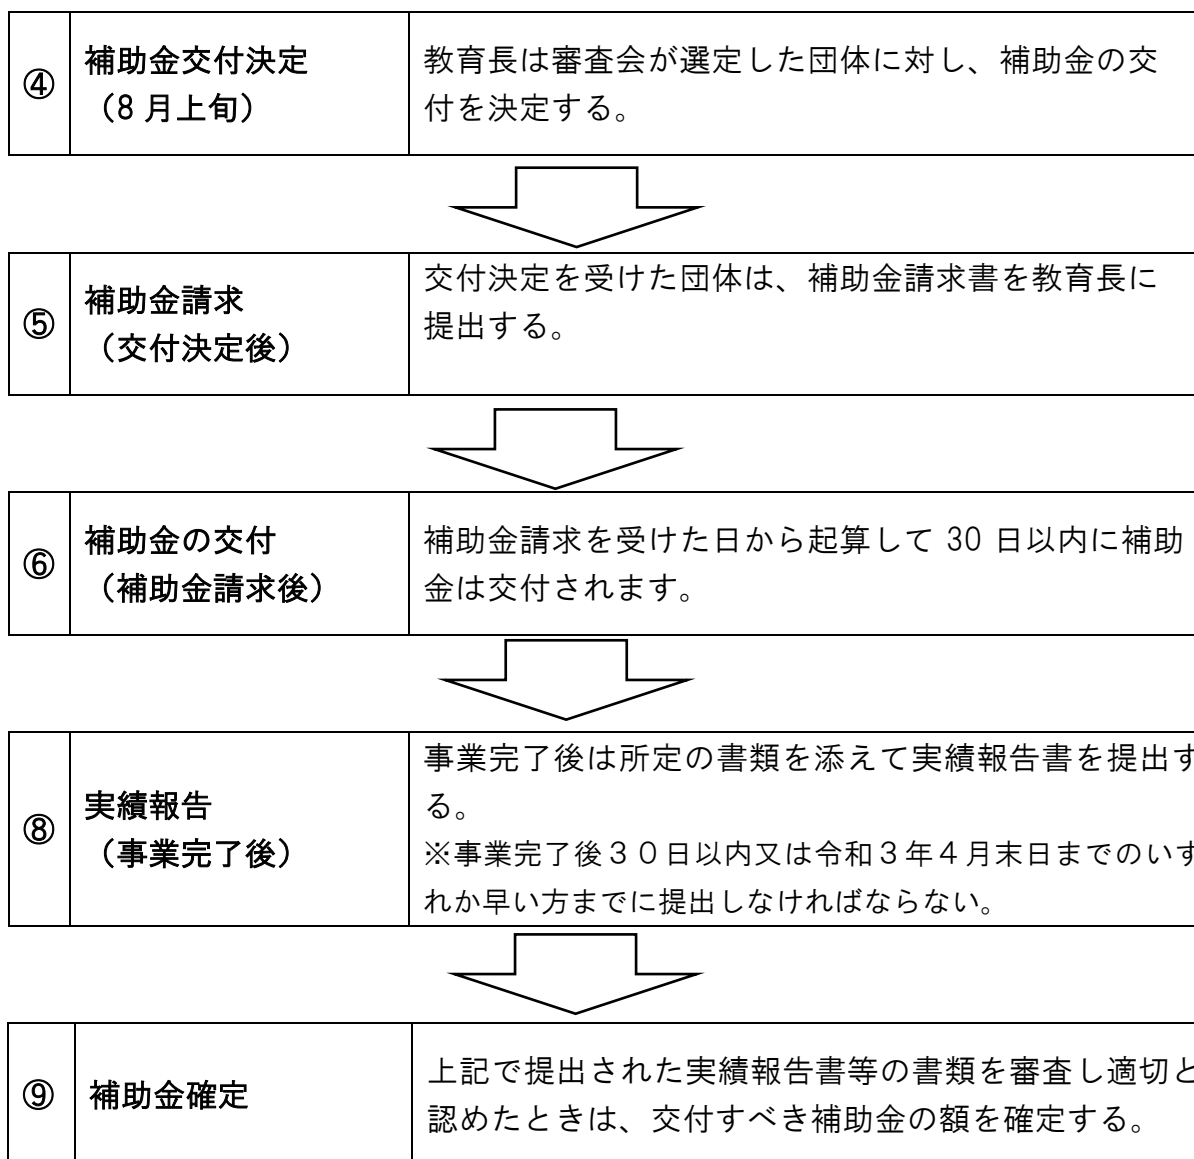 ④
補助金交付決定
(8月上旬)
教育長は審査会が選定した団体に対し、補助金の交
付を決定する。
⑤
補助金請求
（交付決定後）
交付決定を受けた団体は、補助金請求書を教育長に
提出する。
⑥
補助金の交付
（補助金請求後）
補助金請求を受けた日から起算して 30 日以内に補助
金は交付されます。
⑧
実績報告
（事業完了後）
事業完了後は所定の書類を添えて実績報告書を提出す
る。
※事業完了後３０日以内又は令和３年４月末日までのいず
れか早い方までに提出しなければならない。
⑨
補助金確定
上記で提出された実績報告書等の書類を審査し適切と
認めたときは、交付すべき補助金の額を確定する。